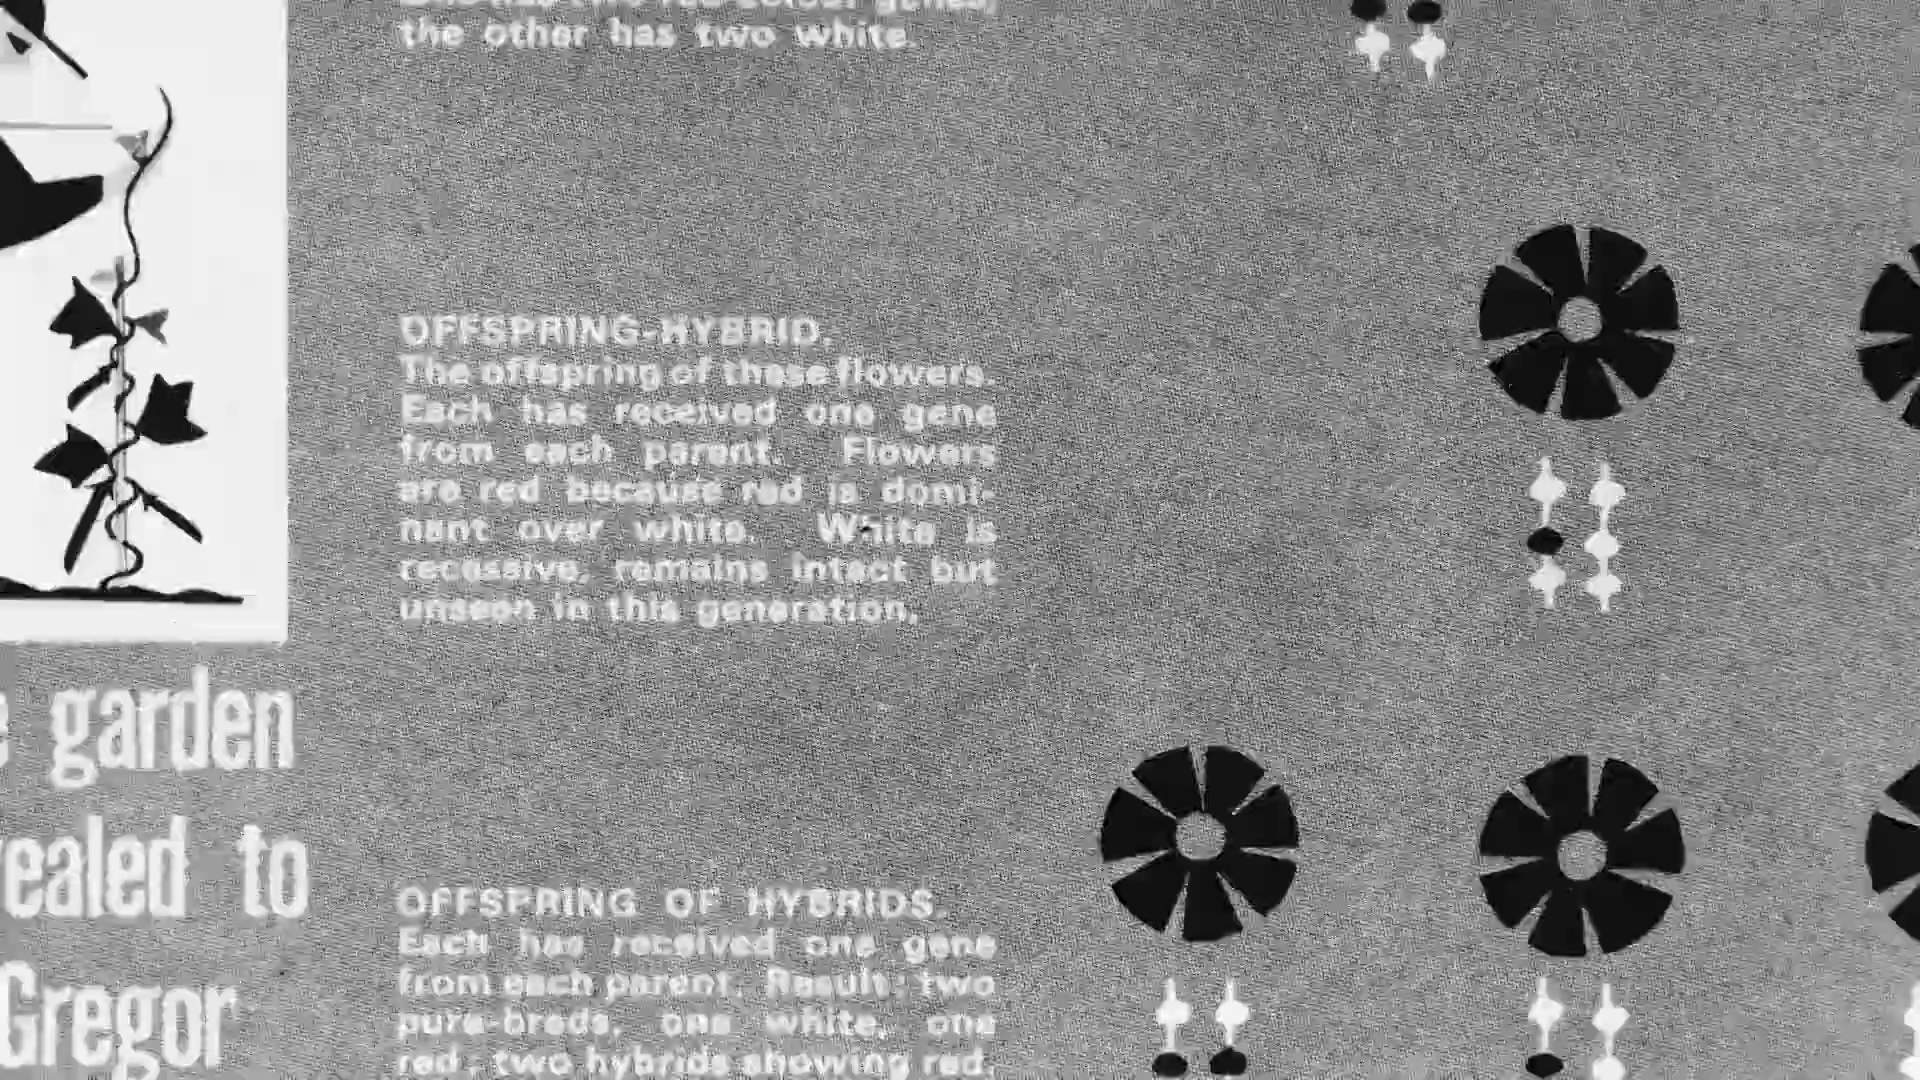 the other has two white.
OFFSPRING-HYBRID.
The offspring of these flowers.
Each has received one gene
from each parent. Flowers
are red because red is domi-
nant over white. White is
recessive, remains intact but
unseen in this generation.
garden
ealed to
Gregor
OFFSPRING OF HYBRIDS.
Each has received one gene
from each parent. Result: two
pure-breds, one white, one
red; two hybrids showing red.